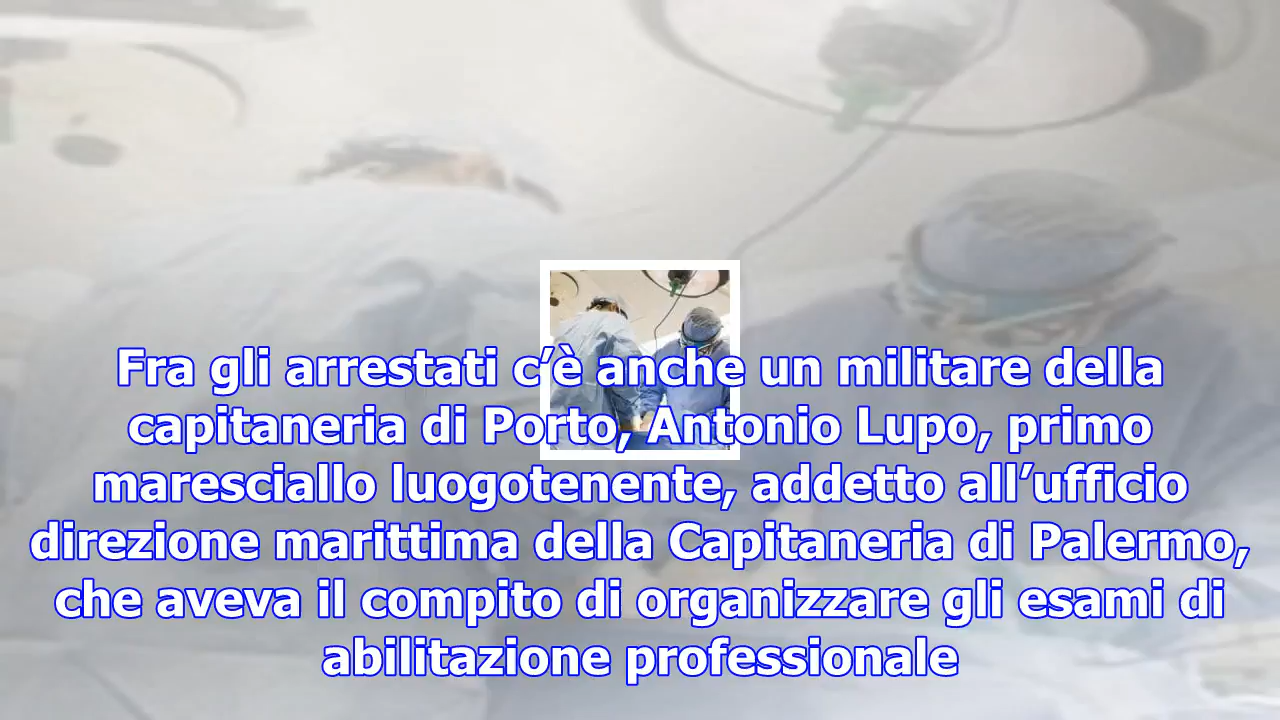 Fra gli arrestati c’è anche un militare della
capitaneria di Porto, Antonio Lupo, primo
maresciallo luogotenente, addetto all’ufficio
direzione marittima della Capitaneria di Palermo,
che aveva il compito di organizzare gli esami di
abilitazione professionale